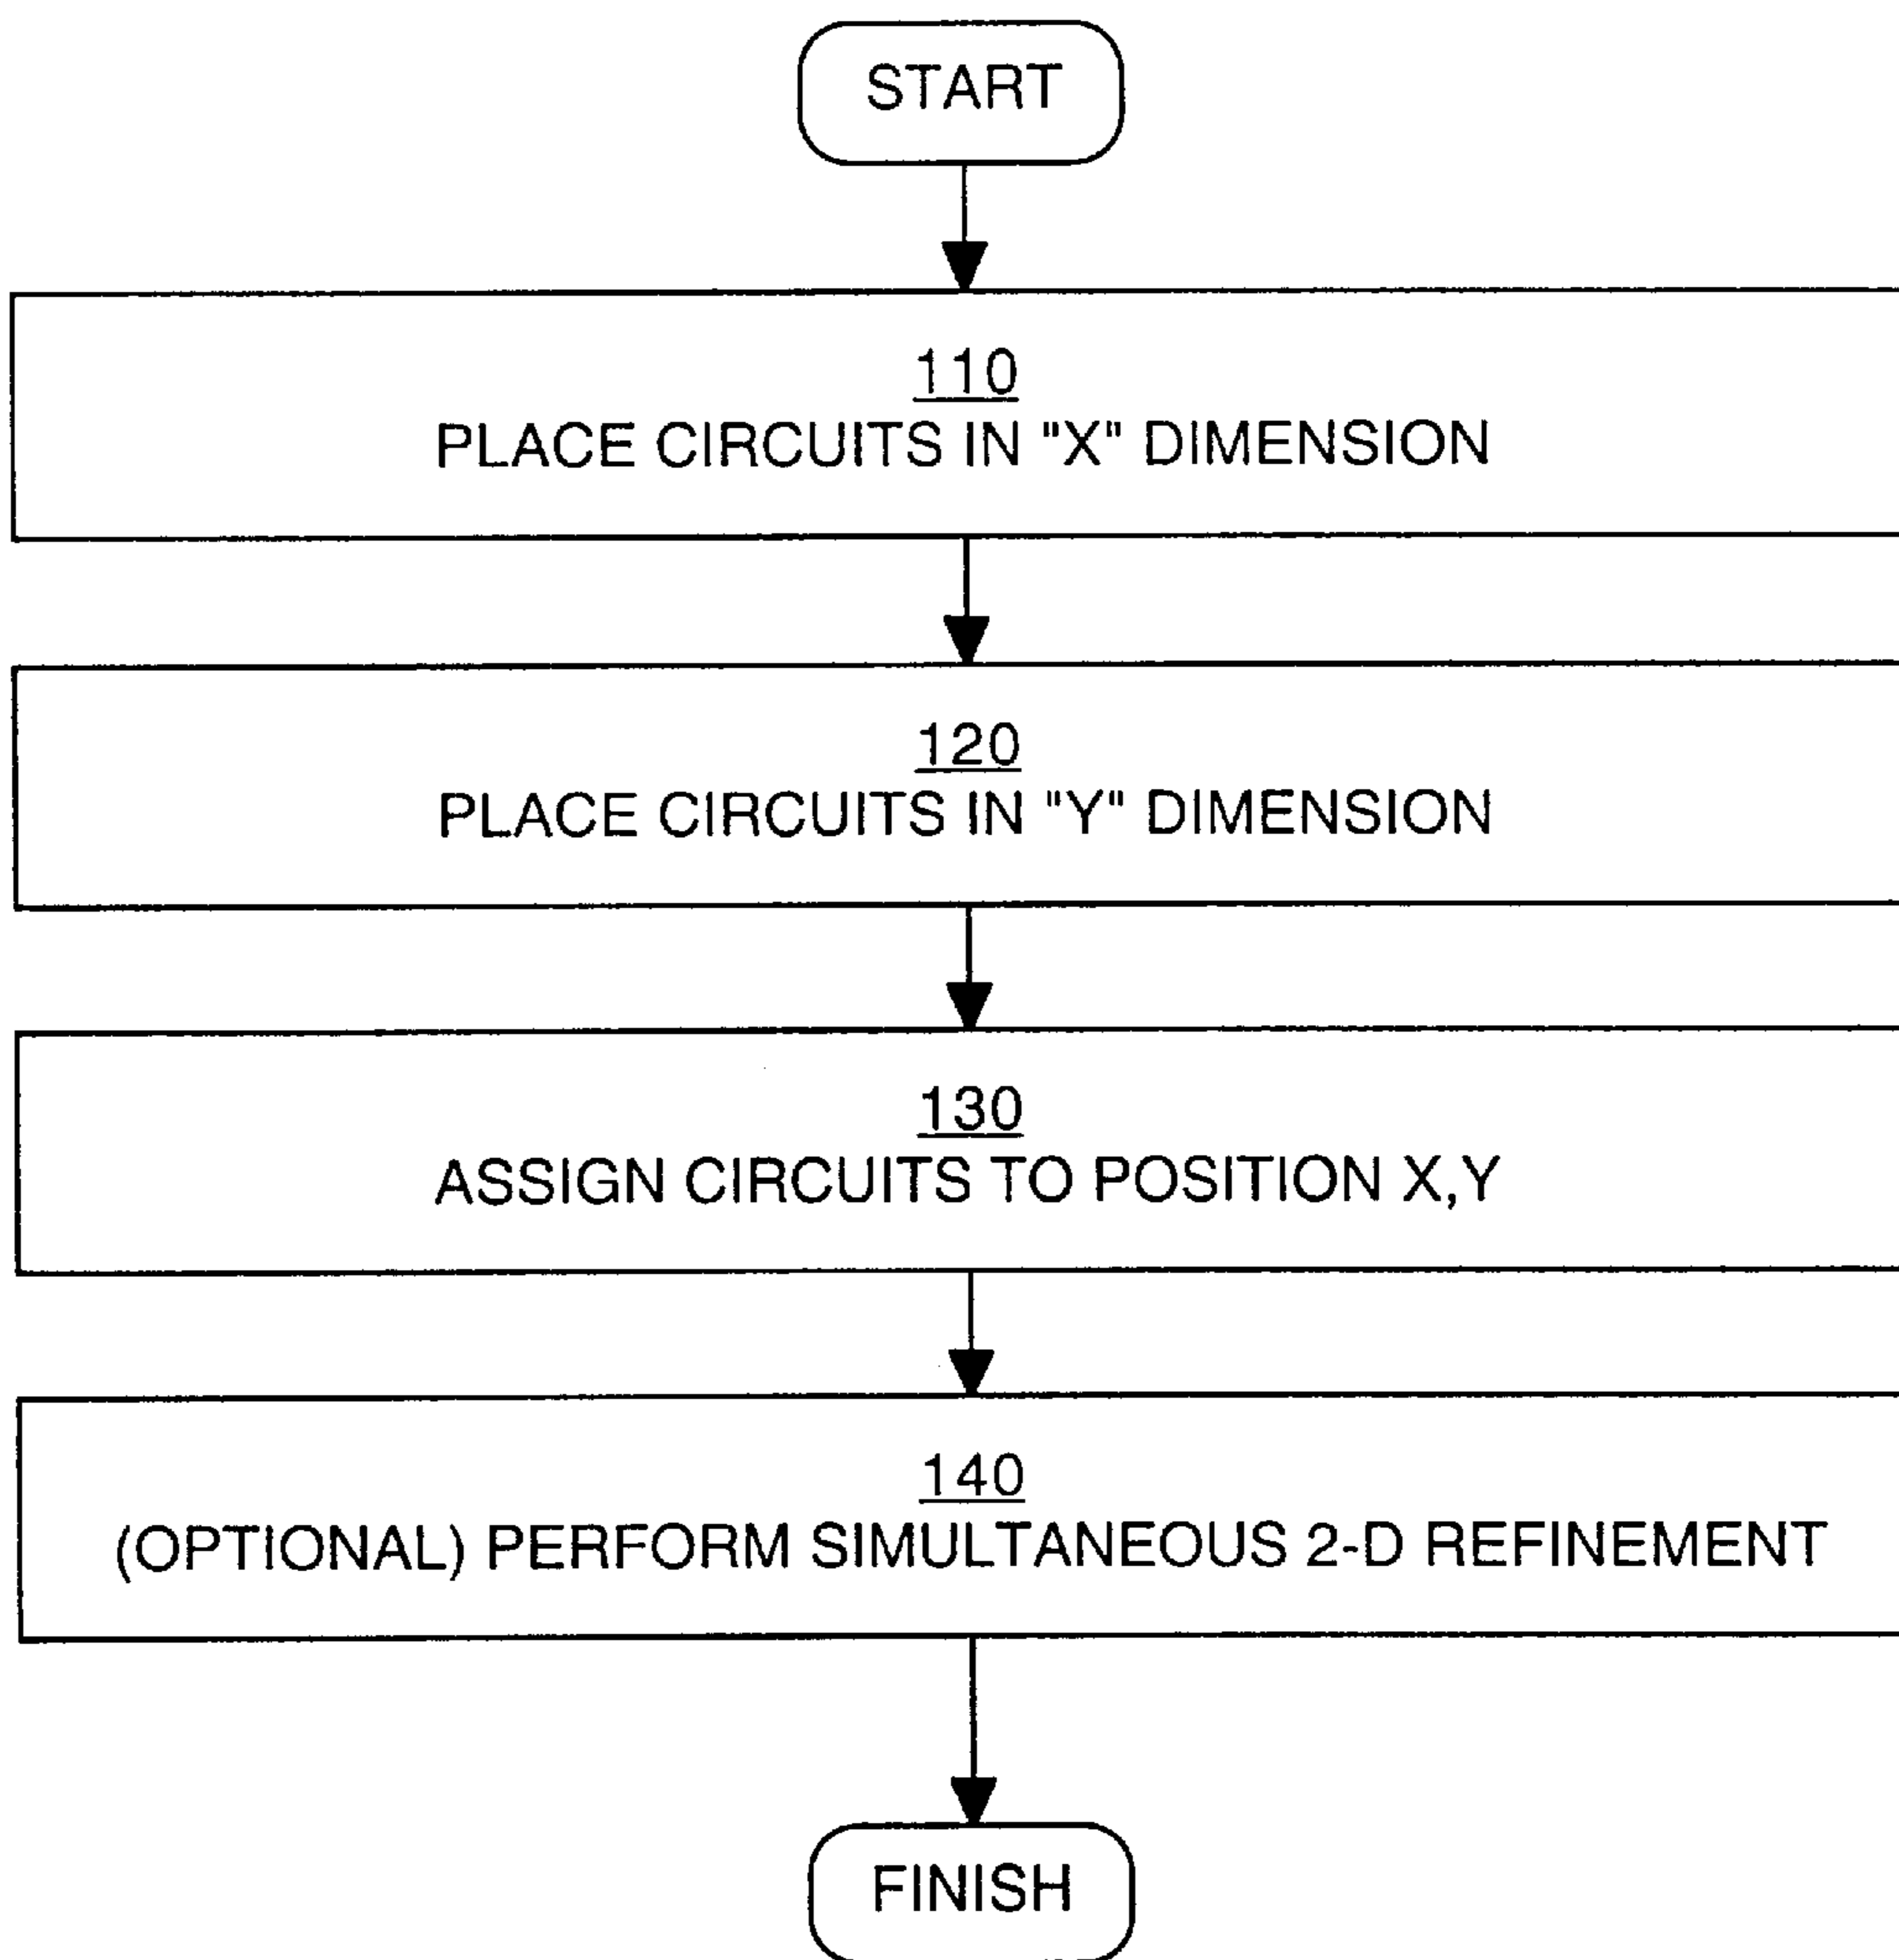 START
110
PLACE CIRCUITS IN "X" DIMENSION
120
PLACE CIRCUITS IN "Y" DIMENSION
130
ASSIGN CIRCUITS TO POSITION X,Y
140
(OPTIONAL) PERFORM SIMULTANEOUS 2-D REFINEMENT
FINISH